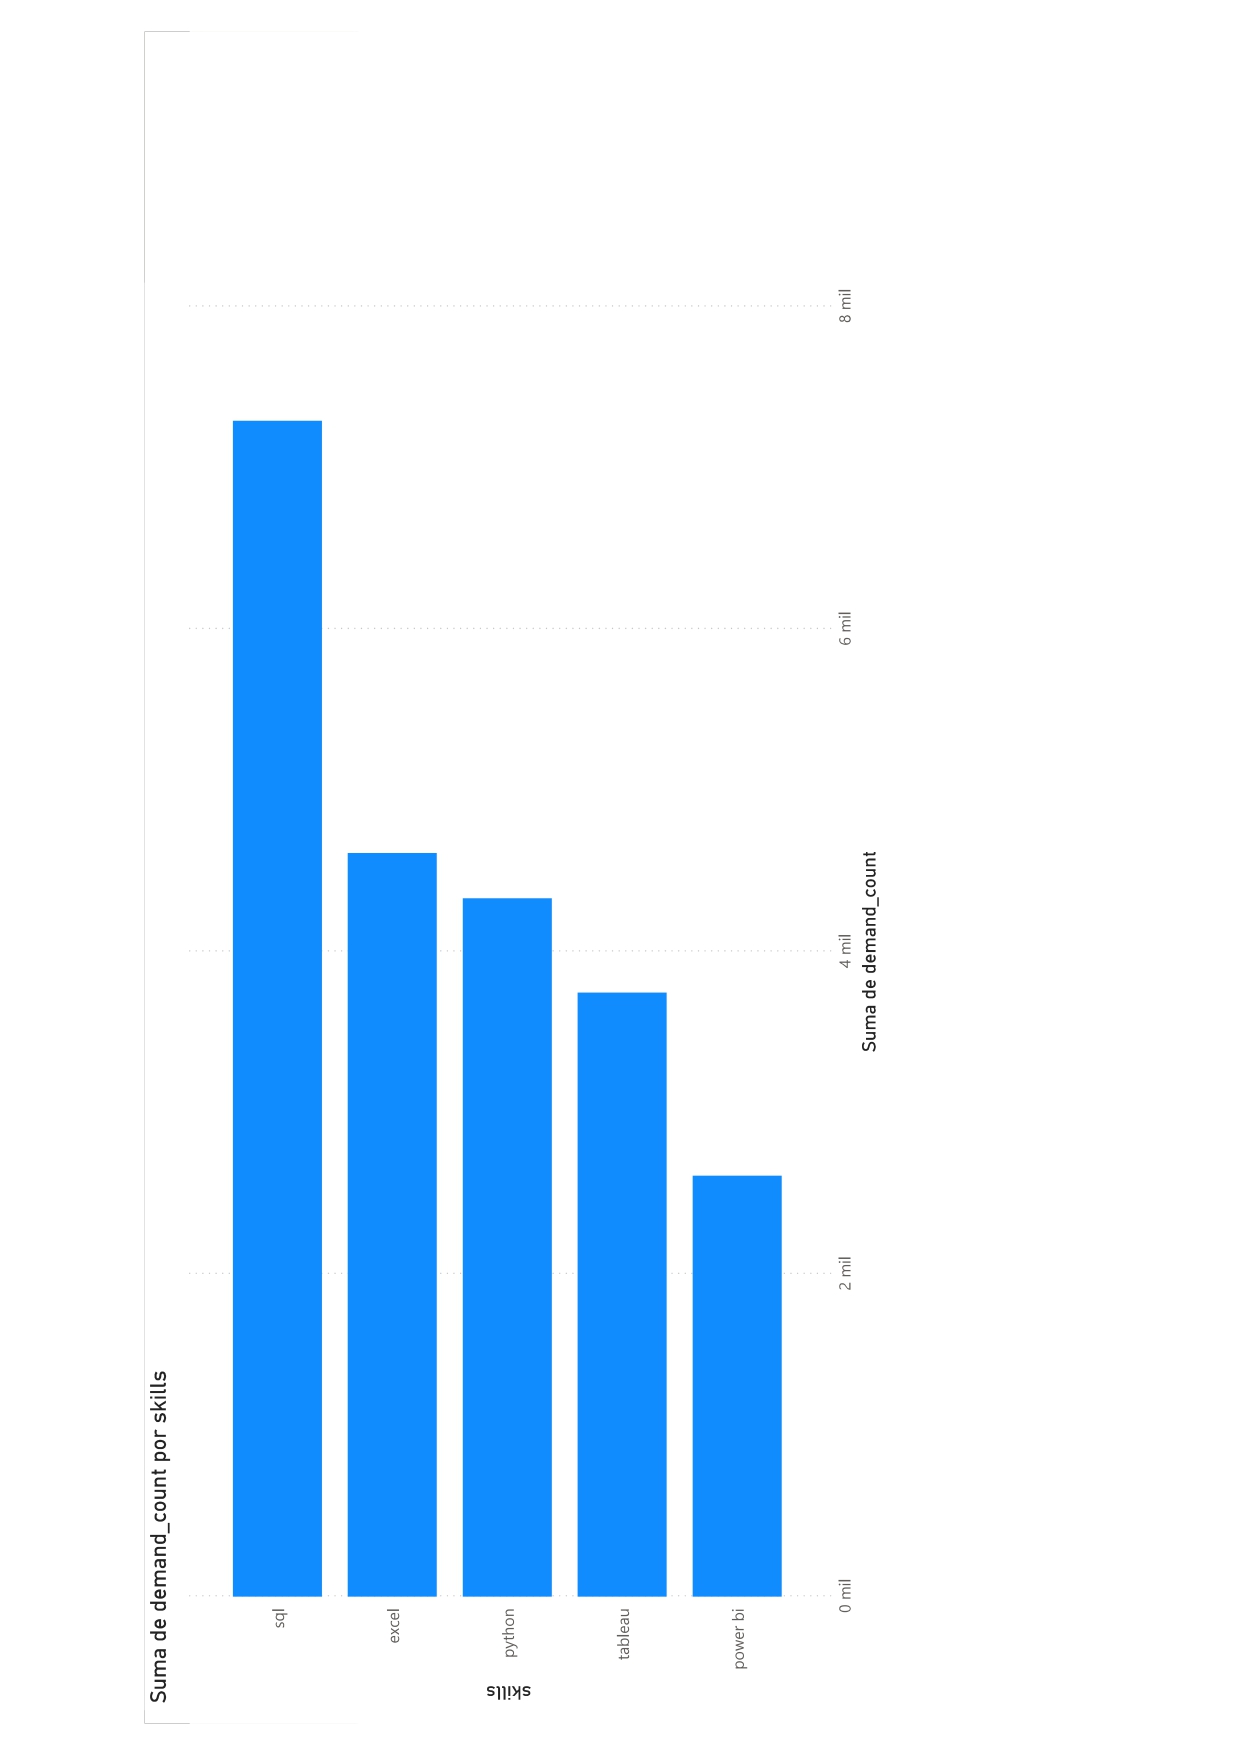 Suma de demand_count por skills
sql
excel
python
tableau
power bi
skills
0 mil 2 mil 4 mil 6 mil 8 mil
Suma de demand_count